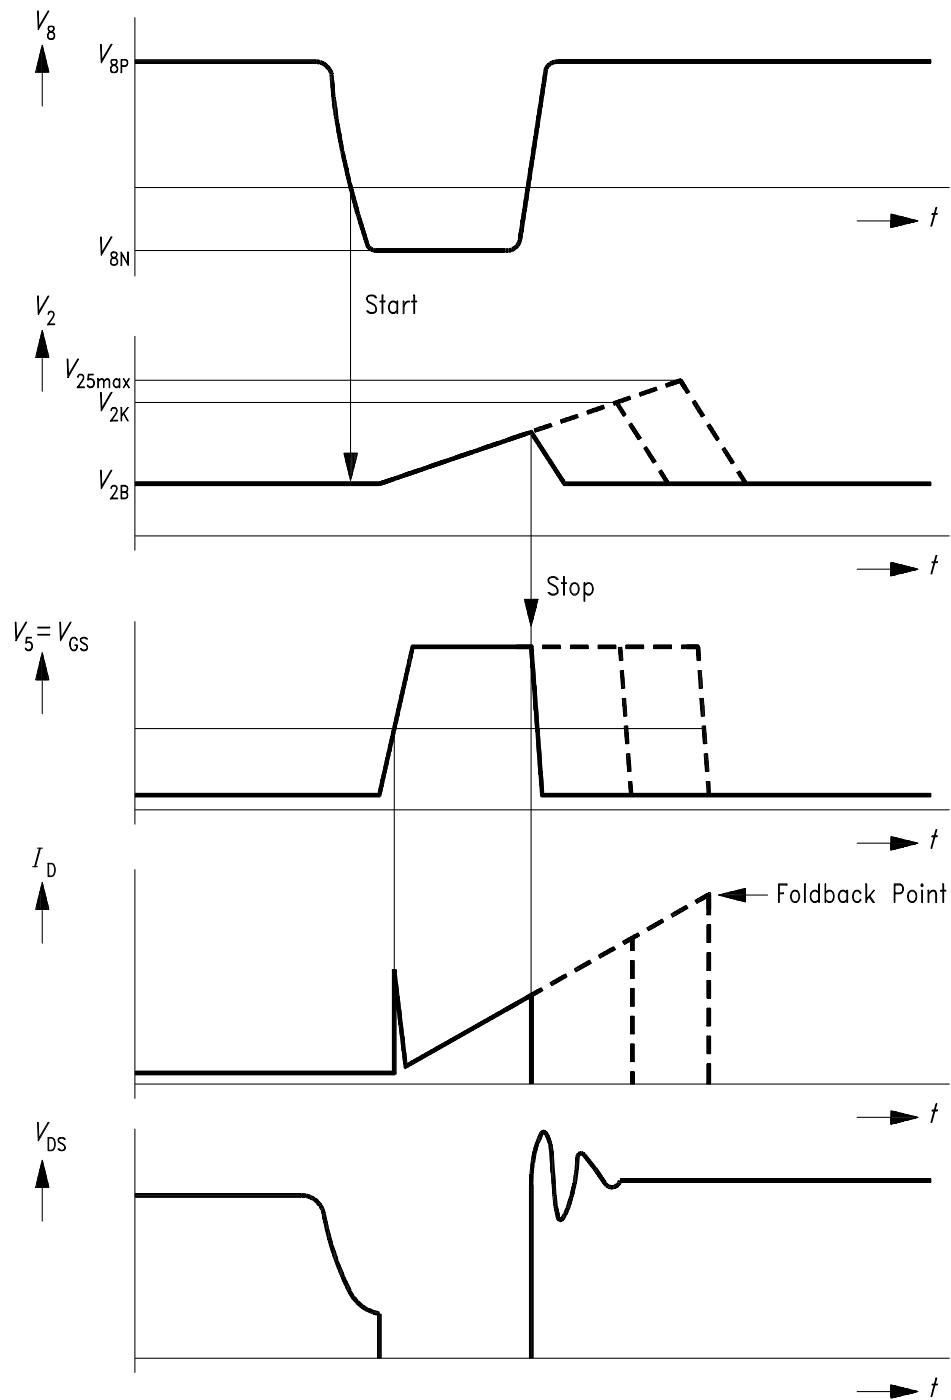 V8
V8P
t
V8N
Start
V2
V25max
V2K
V2B
t
Stop
V5=VGS
t
ID
Foldback Point
t
VDS
t